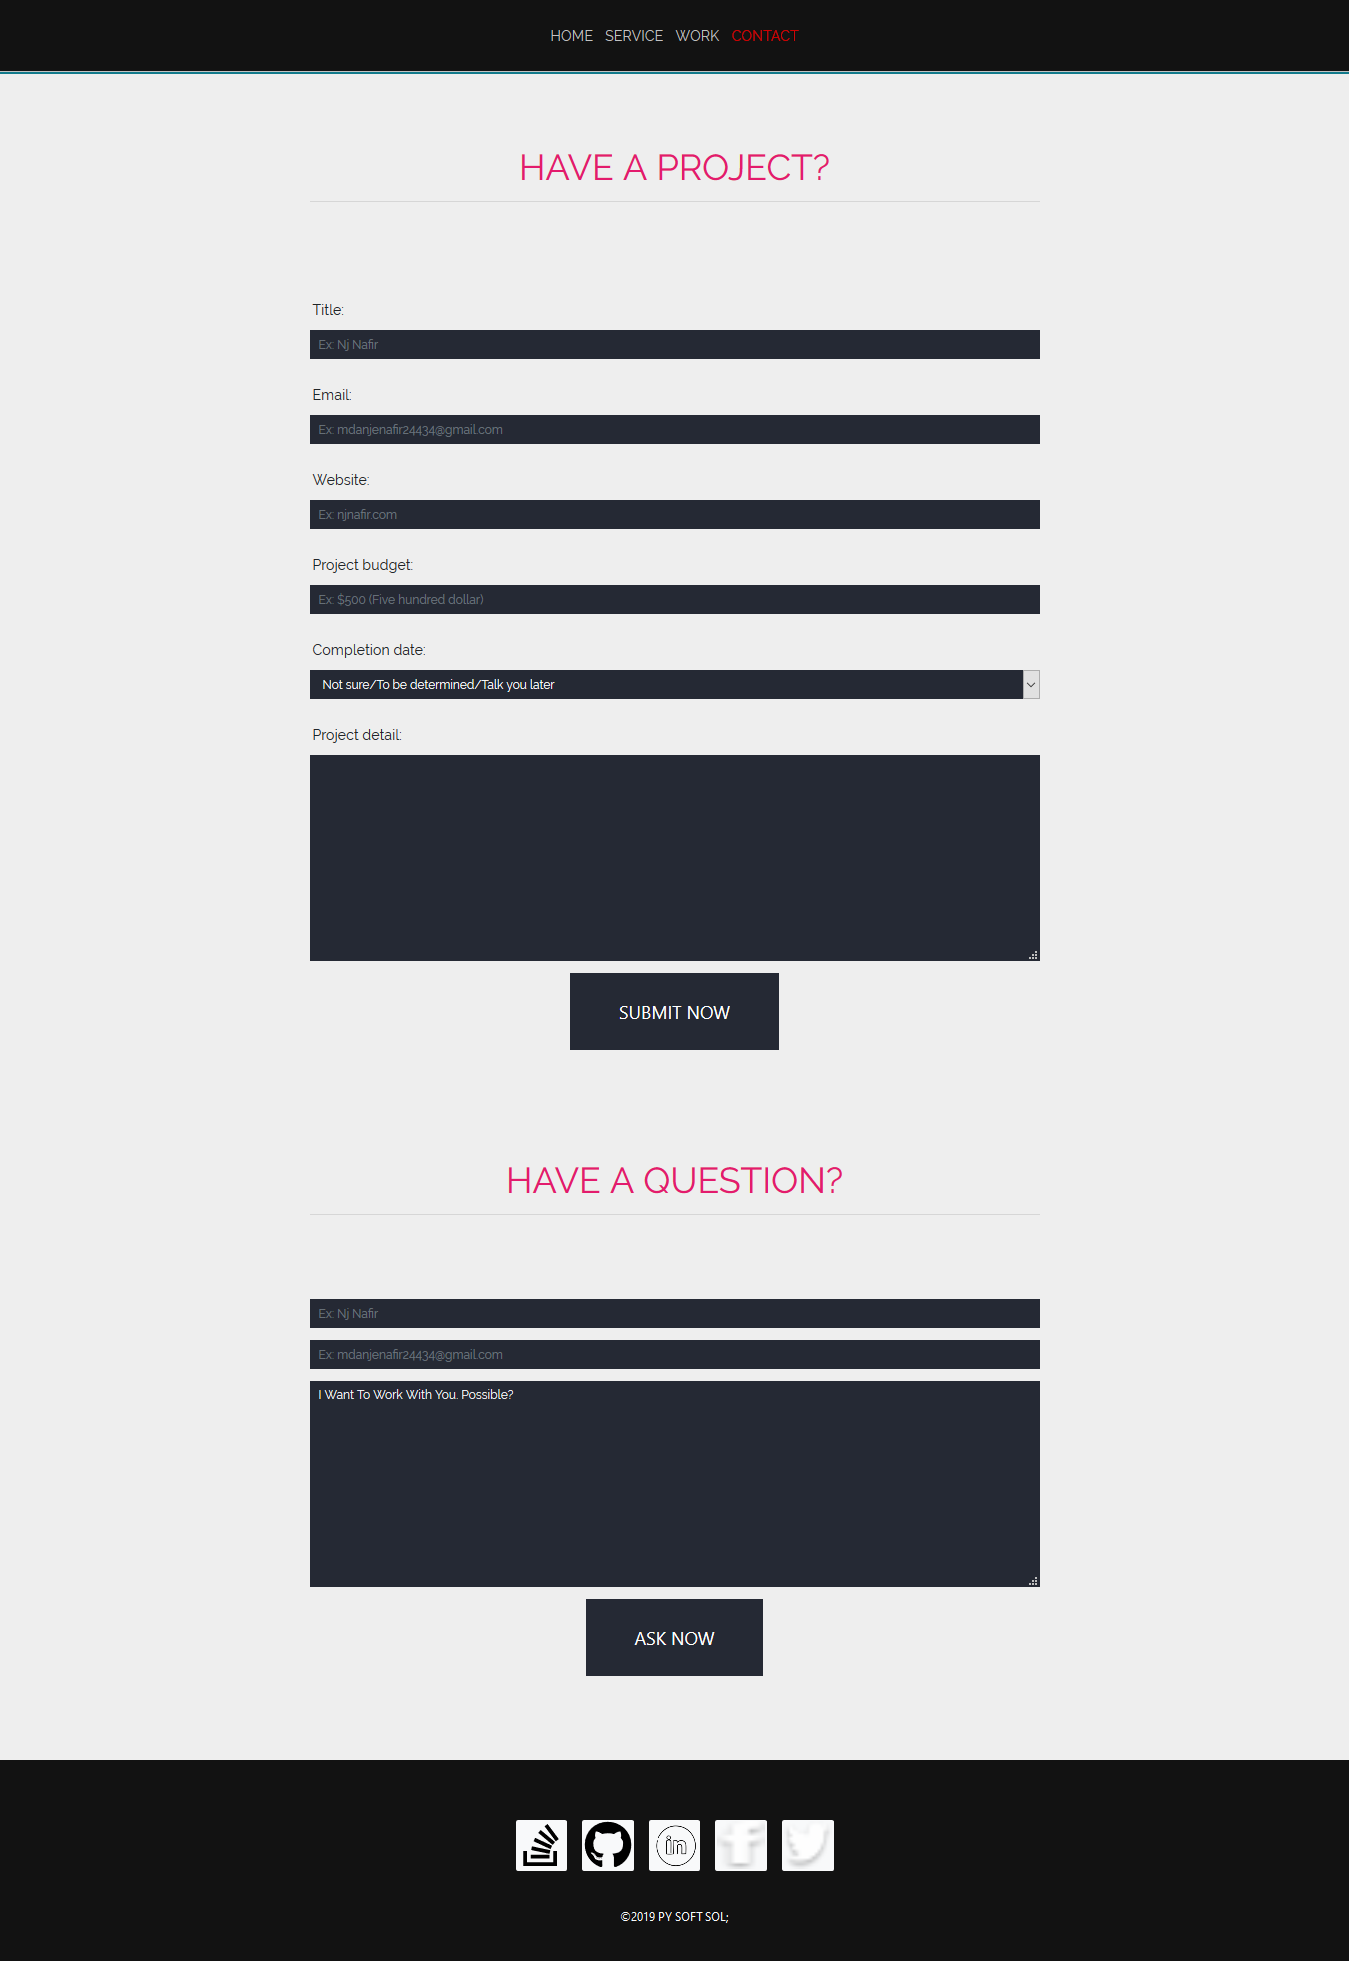 HOME SERVICE WORK CONTACT
HAVE A PROJECT?
Title:
Ex: Nj Nafir
Email:
Ex: mdanjenafir24434@gmail.com
Website:
Ex: njnafir.com
Project budget:
Ex: $500 (Five hundred dollar)
Completion date:
Not sure/To be determined/Talk you later
Project detail:
SUBMIT NOW
HAVE A QUESTION?
Ex: Nj Nafir
Ex: mdanjenafir24434@gmail.com
I Want To Work With You. Possible?
ASK NOW
in
©2019 PY SOFT SOL;